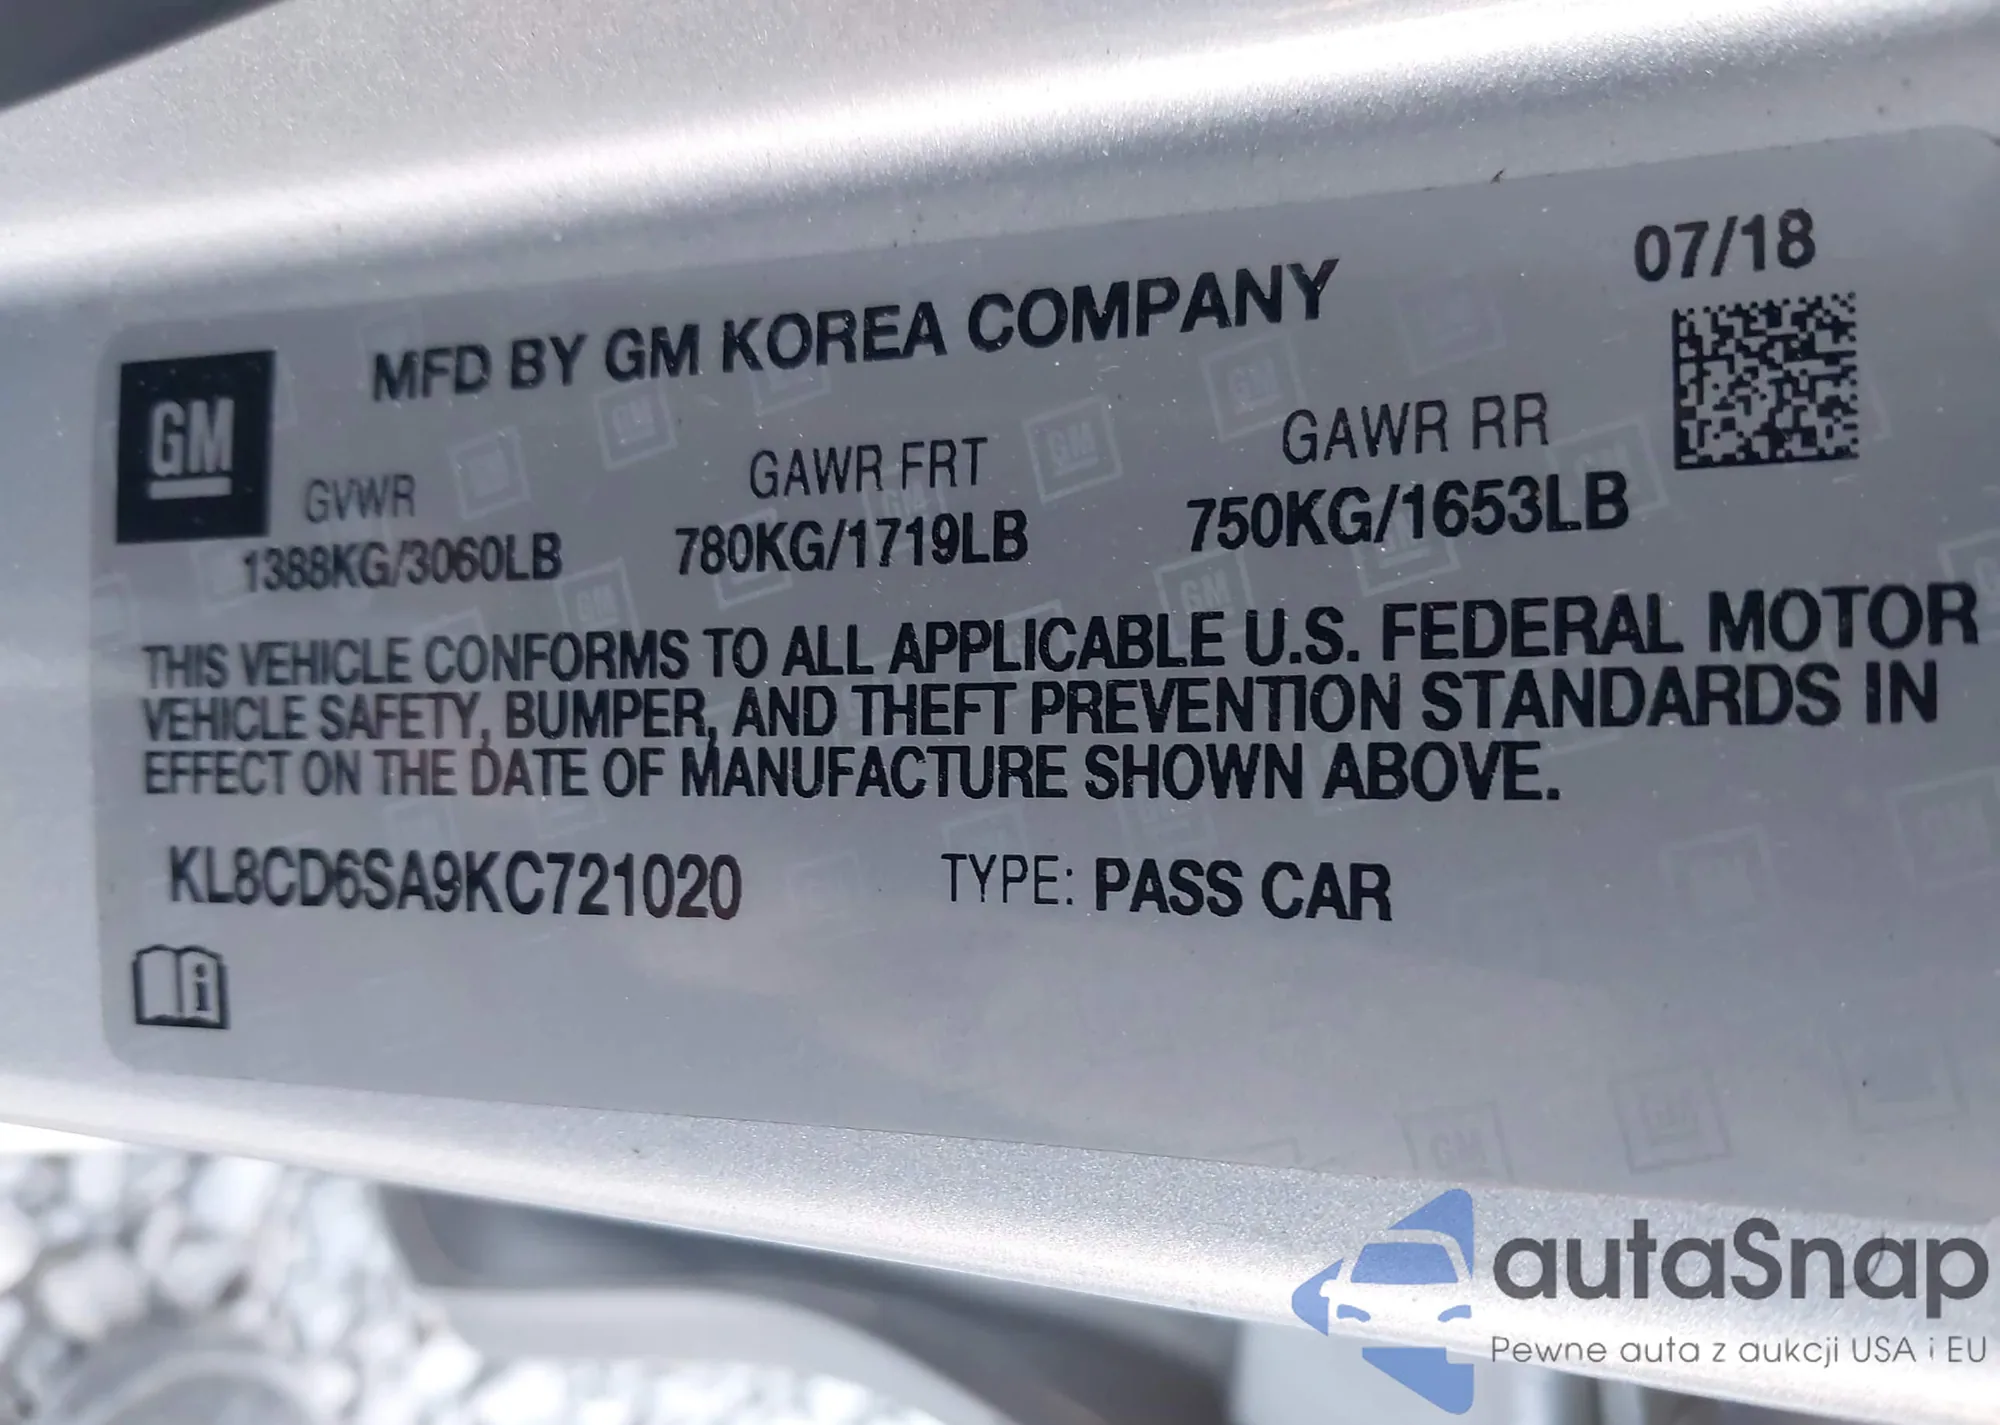 07/18
MFD BY GM KOREA COMPANY
GM
GVWR GAWR FRT GAWR RR
1388KG/3060LB 780KG/1719LB 750KG/1653LB
THIS VEHICLE CONFORMS TO ALL APPLICABLE U.S. FEDERAL MOTOR
VEHICLE SAFETY, BUMPER, AND THEFT PREVENTION STANDARDS IN
EFFECT ON THE DATE OF MANUFACTURE SHOWN ABOVE.
KL8CD6SA9KC721020 TYPE: PASS CAR
i
autaSnap
Pewne auta z aukcji USA i EU